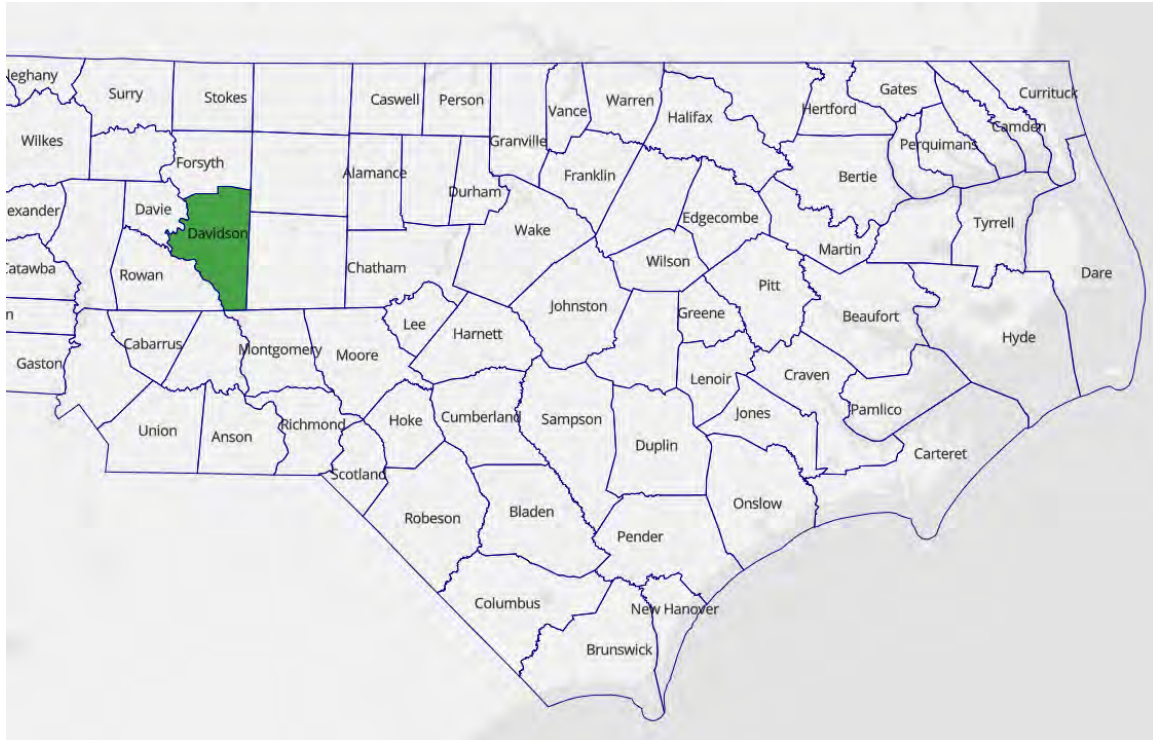 leghany
Surry
Stokes
Caswell
Person
Vance
Warren
Halifax
Hertford
Gates
Currituck
Camden
Wilkes
Forsyth
Granville
Perquimans
Alamance
Durham
Franklin
Bertie
exander
Davie
Davidson
Wake
Edgecombe
Martin
Tyrrell
Catawba
Rowan
Chatham
Wilson
Pitt
Dare
n
Lee
Harnett
Johnston
Greene
Beaufort
Hyde
Gaston
Cabarrus
Montgomery
Moore
Lenoir
Craven
Union
Anson
Richmond
Hoke
Cumberland
Sampson
Duplin
Jones
Pamlico
Carteret
Scotland
Robeson
Bladen
Pender
Onslow
Columbus
New Hanover
Brunswick